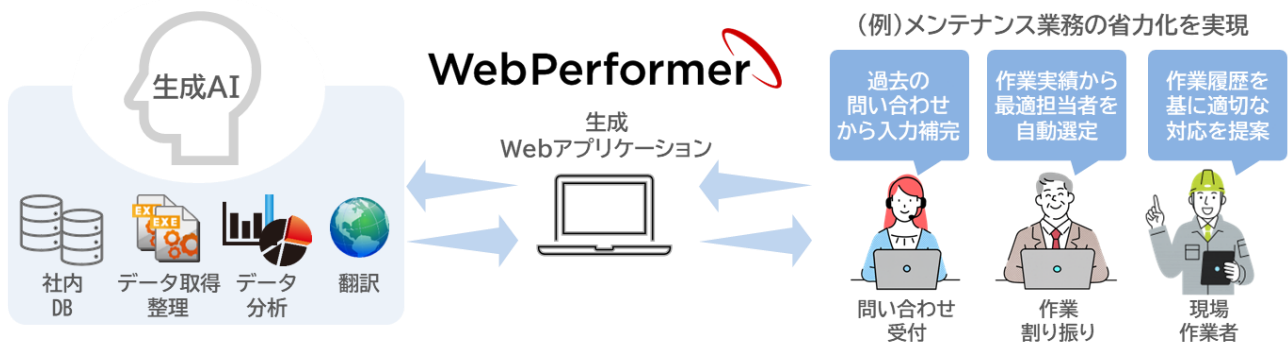 生成AI
社内
DB
EXE
EXE
データ取得
整理
データ
分析
翻訳
WebPerformer
生成
Webアプリケーション
(例)メンテナンス業務の省力化を実現
過去の
問い合わせ
から入力補完
作業実績から
最適担当者を
自動選定
作業履歴を
基に適切な
対応を提案
問い合わせ
受付
作業
割り振り
現場
作業者